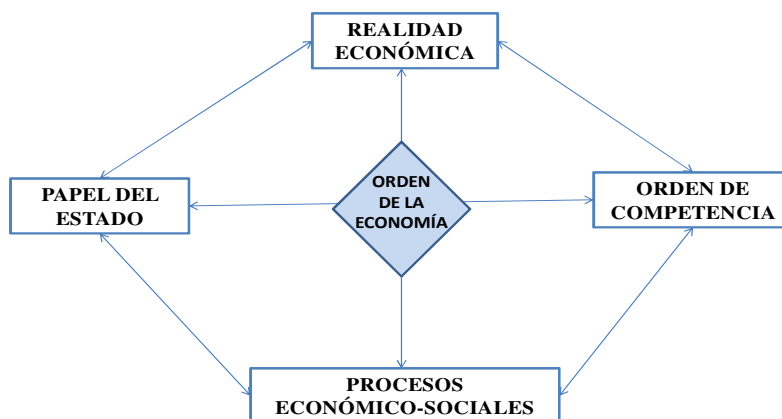 REALIDAD
ECONÓMICA
PAPEL DEL
ESTADO
ORDEN
DE LA
ECONOMÍA
ORDEN DE
COMPETENCIA
PROCESOS
ECONÓMICO-SOCIALES